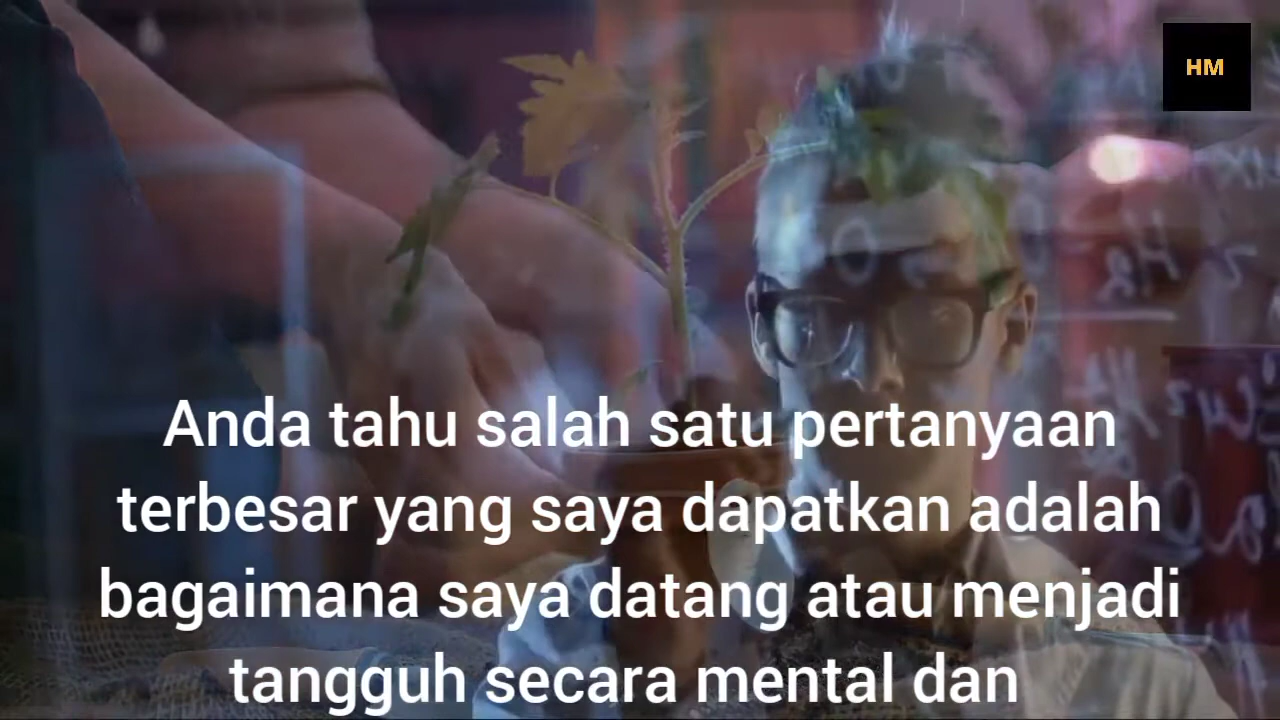 HM
Anda tahu salah satu pertanyaan
terbesar yang saya dapatkan adalah
bagaimana saya datang atau menjadi
tangguh secara mental dan